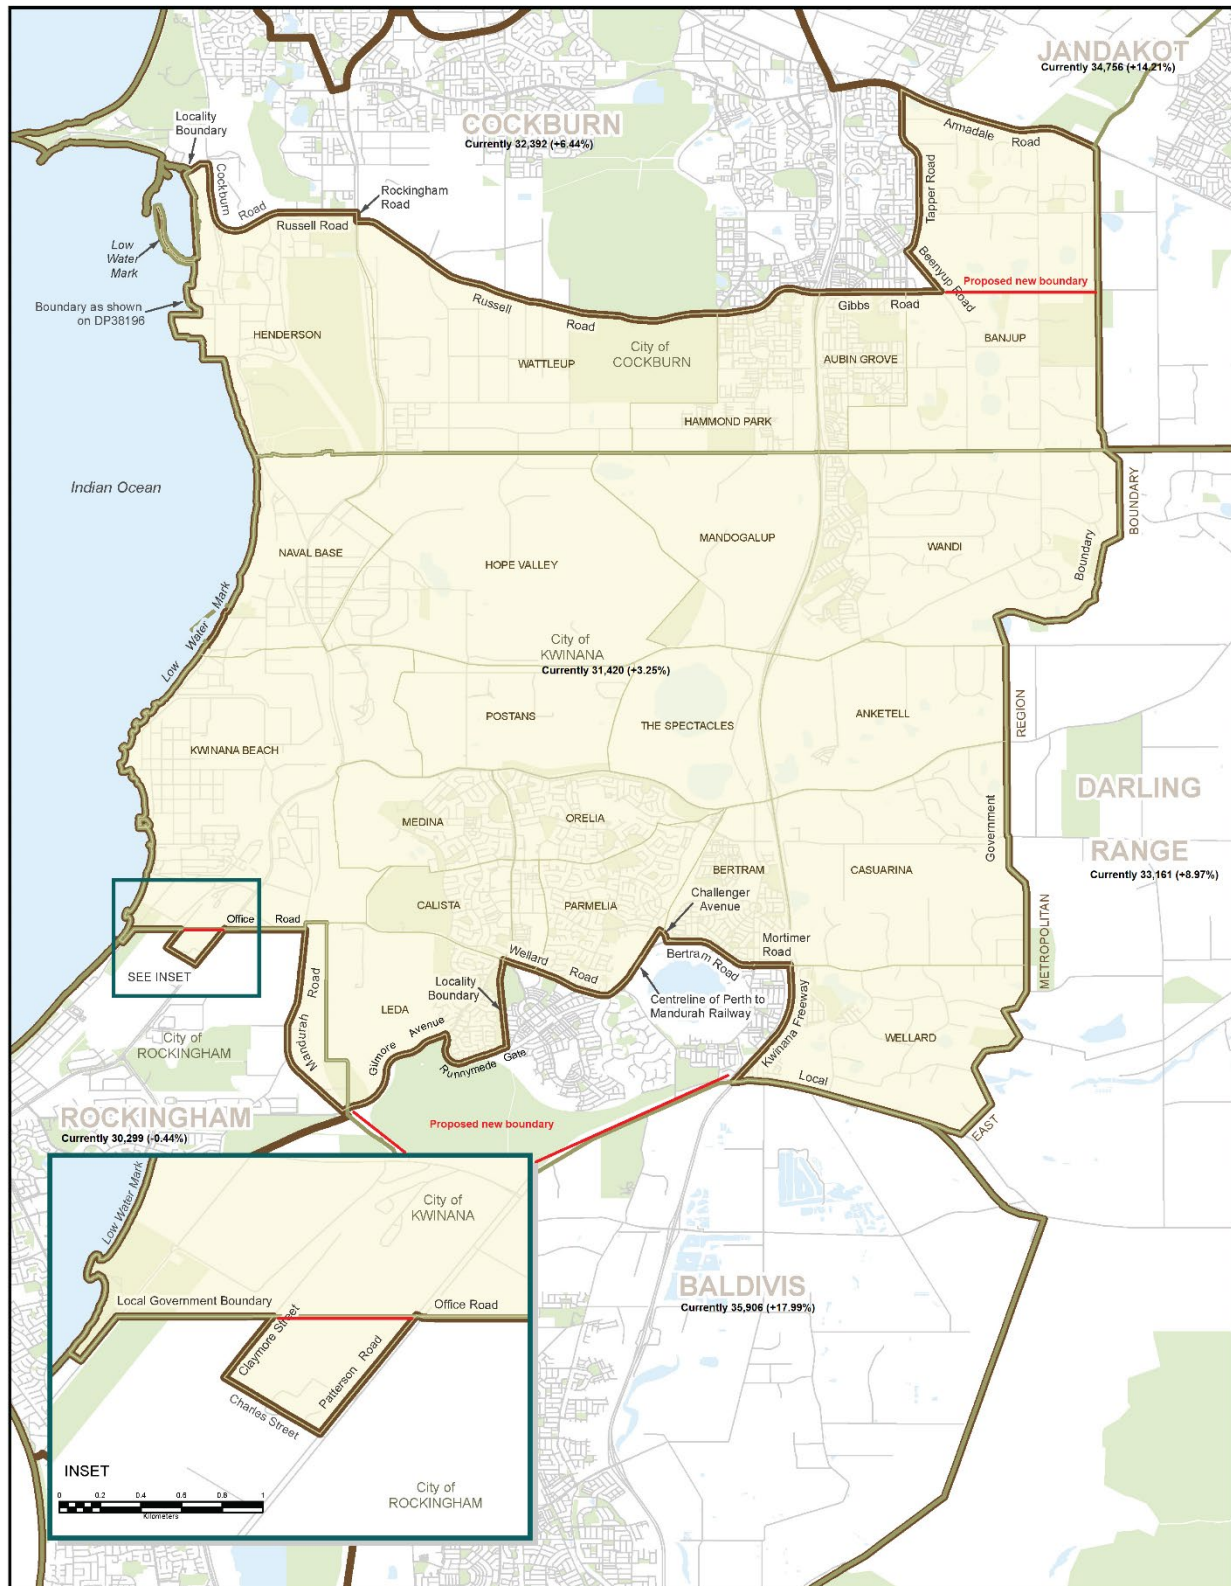 JANDAKOT
Currently 34,756 (+14.21%)
COCKBURN
Currently 32,392 (+6.44%)
Locality
Boundary
Armadale
Road
Tapper Road
Cockburn
Road
Rockingham
Road
Russell Road
Low
Water
Mark
Beenyup Road
Proposed new boundary
Boundary as shown
on DP38196
Russell
Road
Gibbs
Road
HENDERSON
WATTLEUP
City of
COCKBURN
AUBIN GROVE
BANJUP
HAMMOND PARK
Indian Ocean
BOUNDARY
NAVAL BASE
HOPE VALLEY
MANDOGALUP
WANDI
Boundary
Low Water Mark
City of
KWINANA
Currently 31,420 (+3.25%)
POSTANS
THE SPECTACLES
ANKETELL
REGION
KWINANA BEACH
DARLING
RANGE
Currently 33,161 (+8.97%)
MEDINA
ORELIA
Government
BERTRAM
CASUARINA
CALISTA
PARMELIA
Challenger
Avenue
Office
Road
METROPOLITAN
Mortimer
Road
Wellard
Road
Bertram Road
SEE INSET
Locality
Boundary
Centreline of Perth to
Mandurah Railway
Mandurah
Road
LEDA
Gilmore
Avenue
Kwinana Freeway
WELLARD
City of
ROCKINGHAM
Runnymede
Gate
Local
ROCKINGHAM
Currently 30,299 (-0.44%)
Proposed new boundary
EAST
Low Water Mark
City of
KWINANA
BALDIVIS
Currently 35,906 (+17.99%)
Local Government Boundary
Office Road
Proposed new boundary
Claymore Street
Patterson
Road
Charles Street
INSET
0 0.2 0.4 0.6 0.8 1
Kilometers
City of
ROCKINGHAM